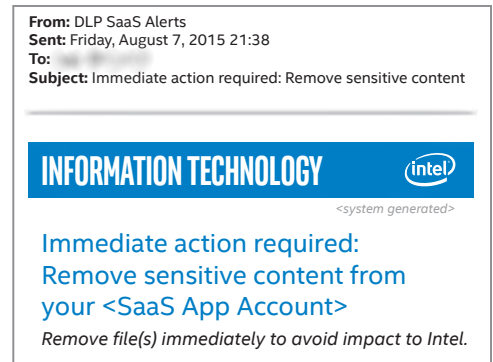 From: DLP SaaS Alerts
Sent: Friday, August 7, 2015 21:38
To:
Subject: Immediate action required: Remove sensitive content
INFORMATION TECHNOLOGY intel
<system generated>
Immediate action required:
Remove sensitive content from
your <SaaS App Account>
Remove file(s) immediately to avoid impact to Intel.